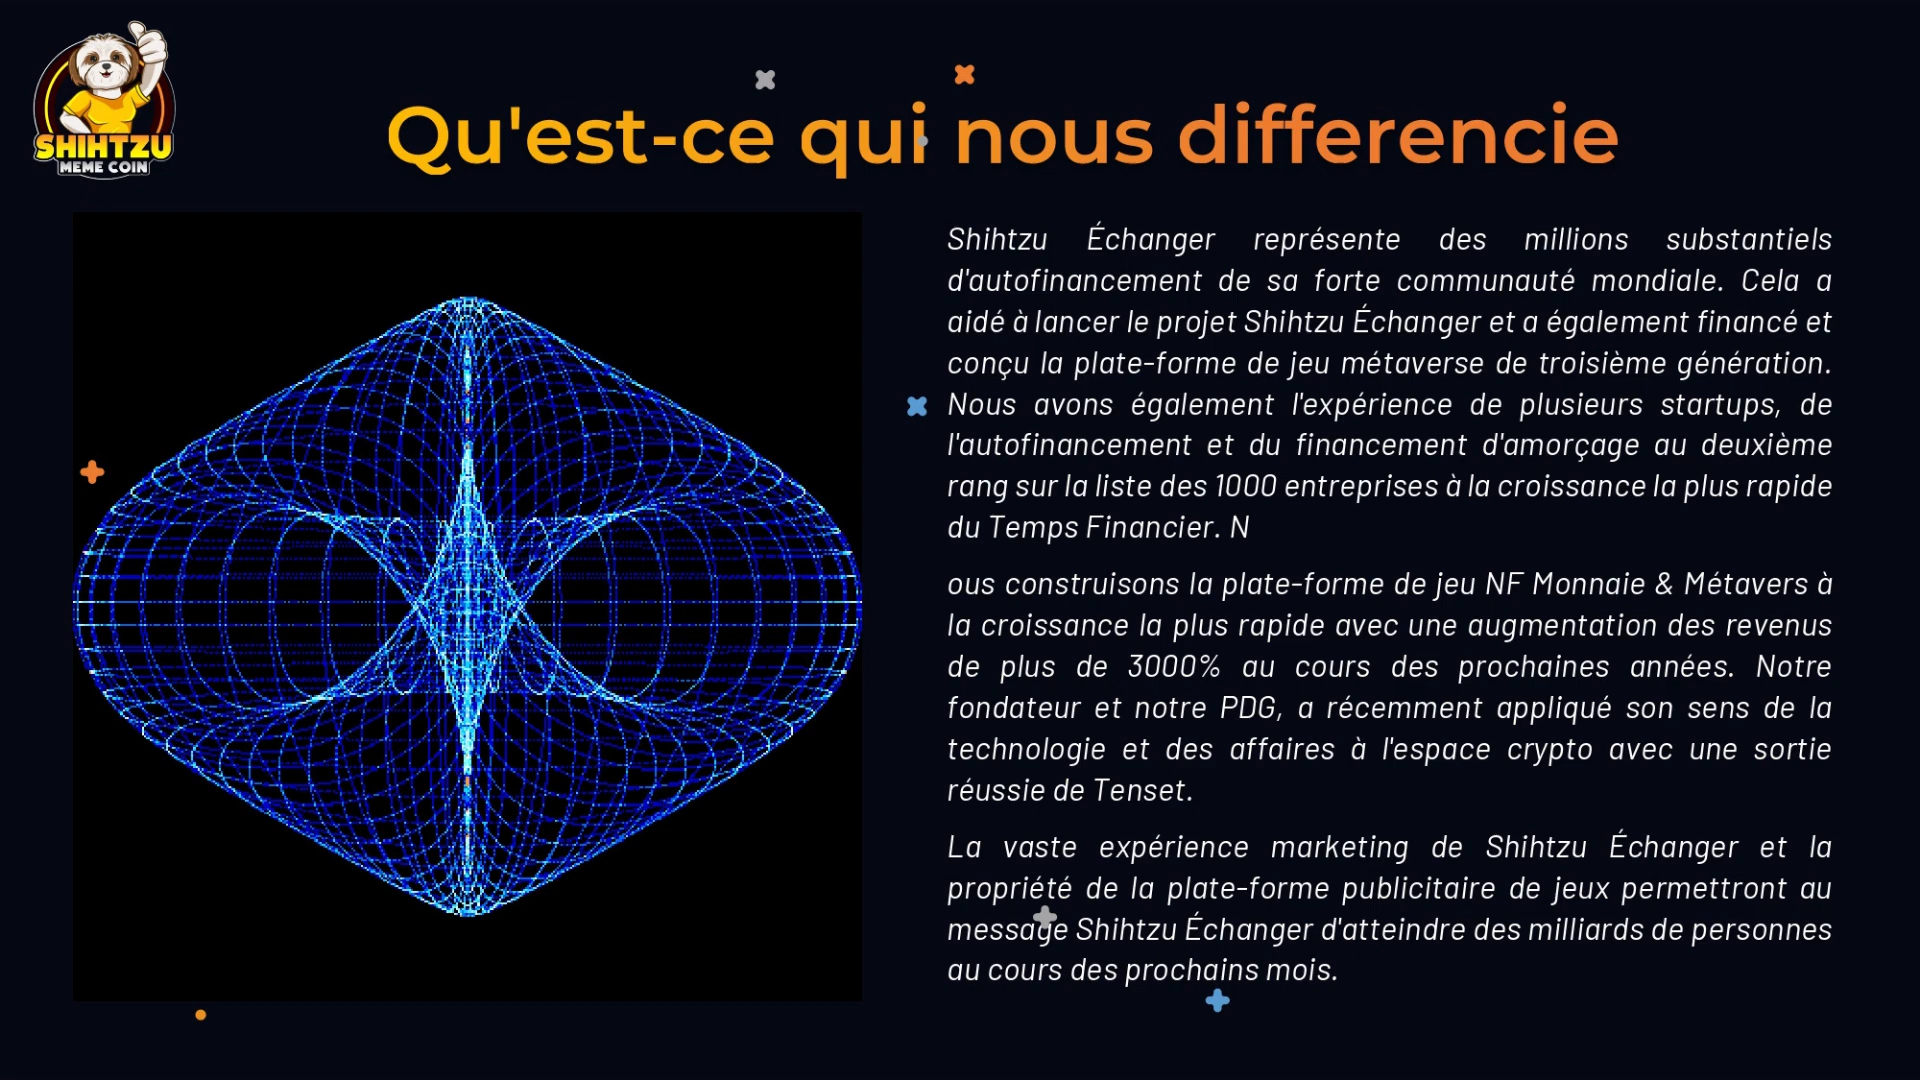 SHIHTZU
MEME COIN
Qu'est-ce qui nous differencie
Shihtzu Échanger représente des millions substantiels
d'autofinancement de sa forte communauté mondiale. Cela a
aidé à lancer le projet Shihtzu Échanger et a également financé et
conçu la plate-forme de jeu métaverse de troisième génération.
Nous avons également l'expérience de plusieurs startups, de
l'autofinancement et du financement d'amorçage au deuxième
rang sur la liste des 1000 entreprises à la croissance la plus rapide
du Temps Financier. N
ous construisons la plate-forme de jeu NF Monnaie & Métavers à
la croissance la plus rapide avec une augmentation des revenus
de plus de 3000% au cours des prochaines années. Notre
fondateur et notre PDG, a récemment appliqué son sens de la
technologie et des affaires à l'espace crypto avec une sortie
réussie de Tenset.
La vaste expérience marketing de Shihtzu Échanger et la
propriété de la plate-forme publicitaire de jeux permettront au
message Shihtzu Échanger d'atteindre des milliards de personnes
au cours des prochains mois.